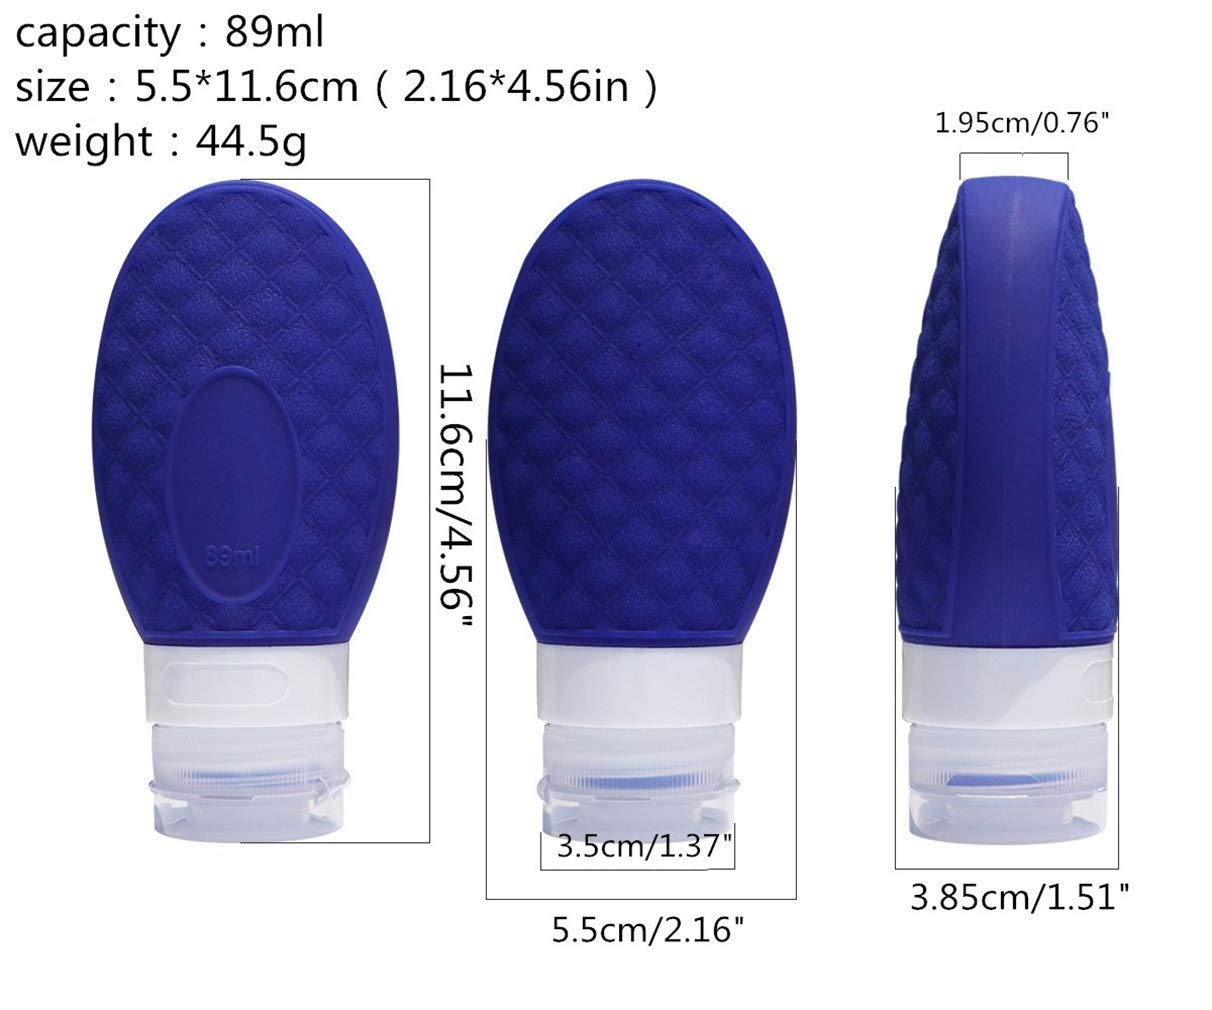 capacity：89ml
size：5.5*11.6cm（2.16*4.56in）
weight：44.5g
1.95cm/0.76"
11.6cm/4.56"
89ml
3.5cm/1.37"
5.5cm/2.16"
3.85cm/1.51"